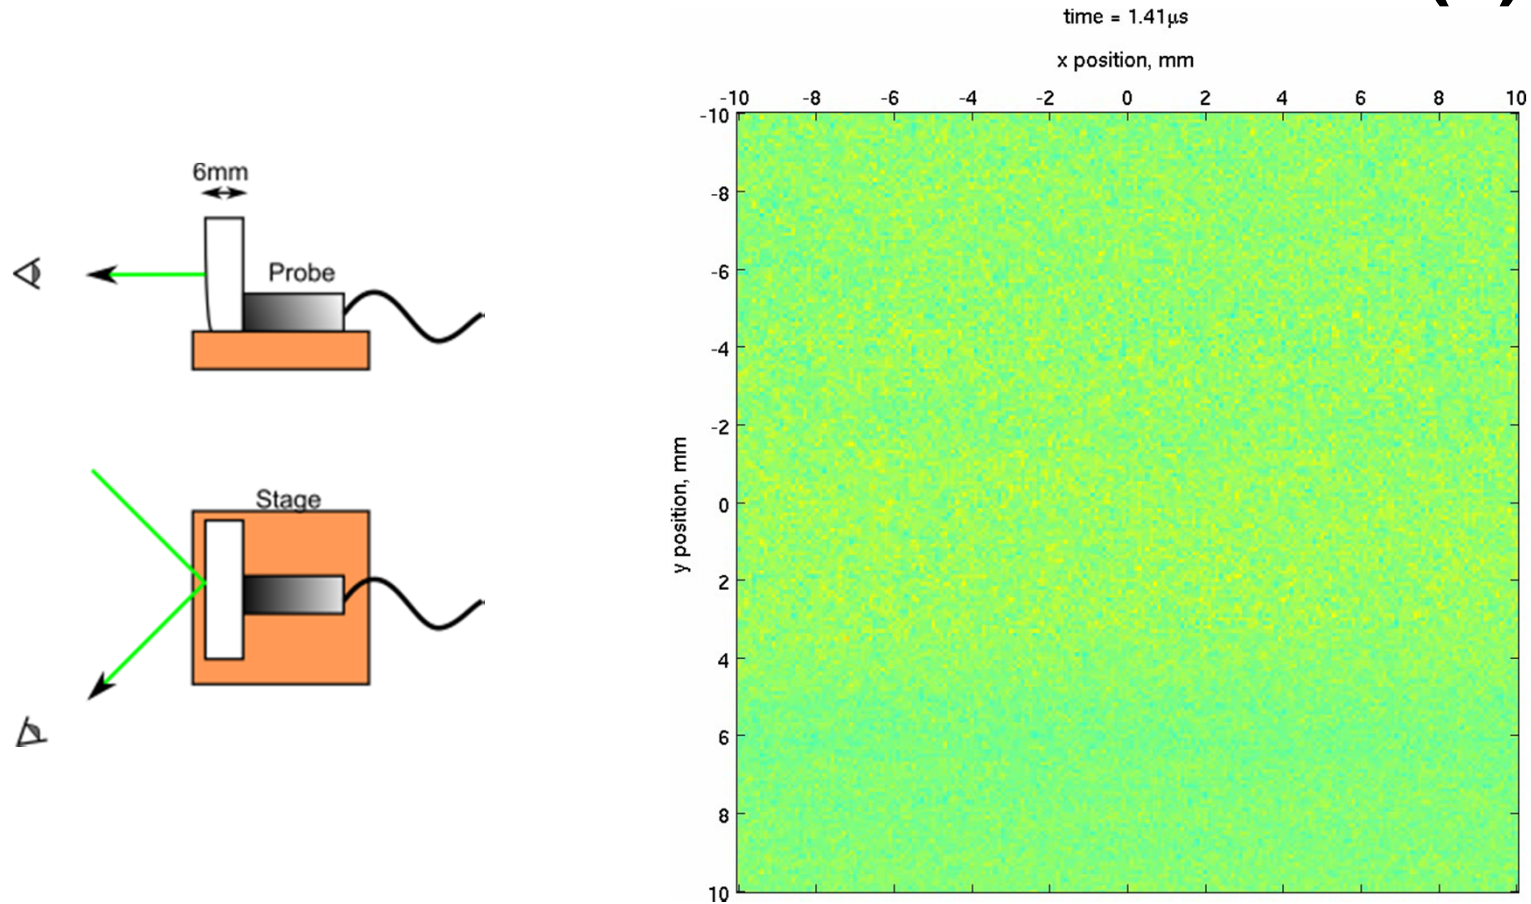 time = 1.41μs
x position, mm
-10 -8 -6 -4 -2 0 2 4 6 8 10
-10
-8
-6
-4
-2
0
2
4
6
8
10
y position, mm
6mm
Probe
Stage